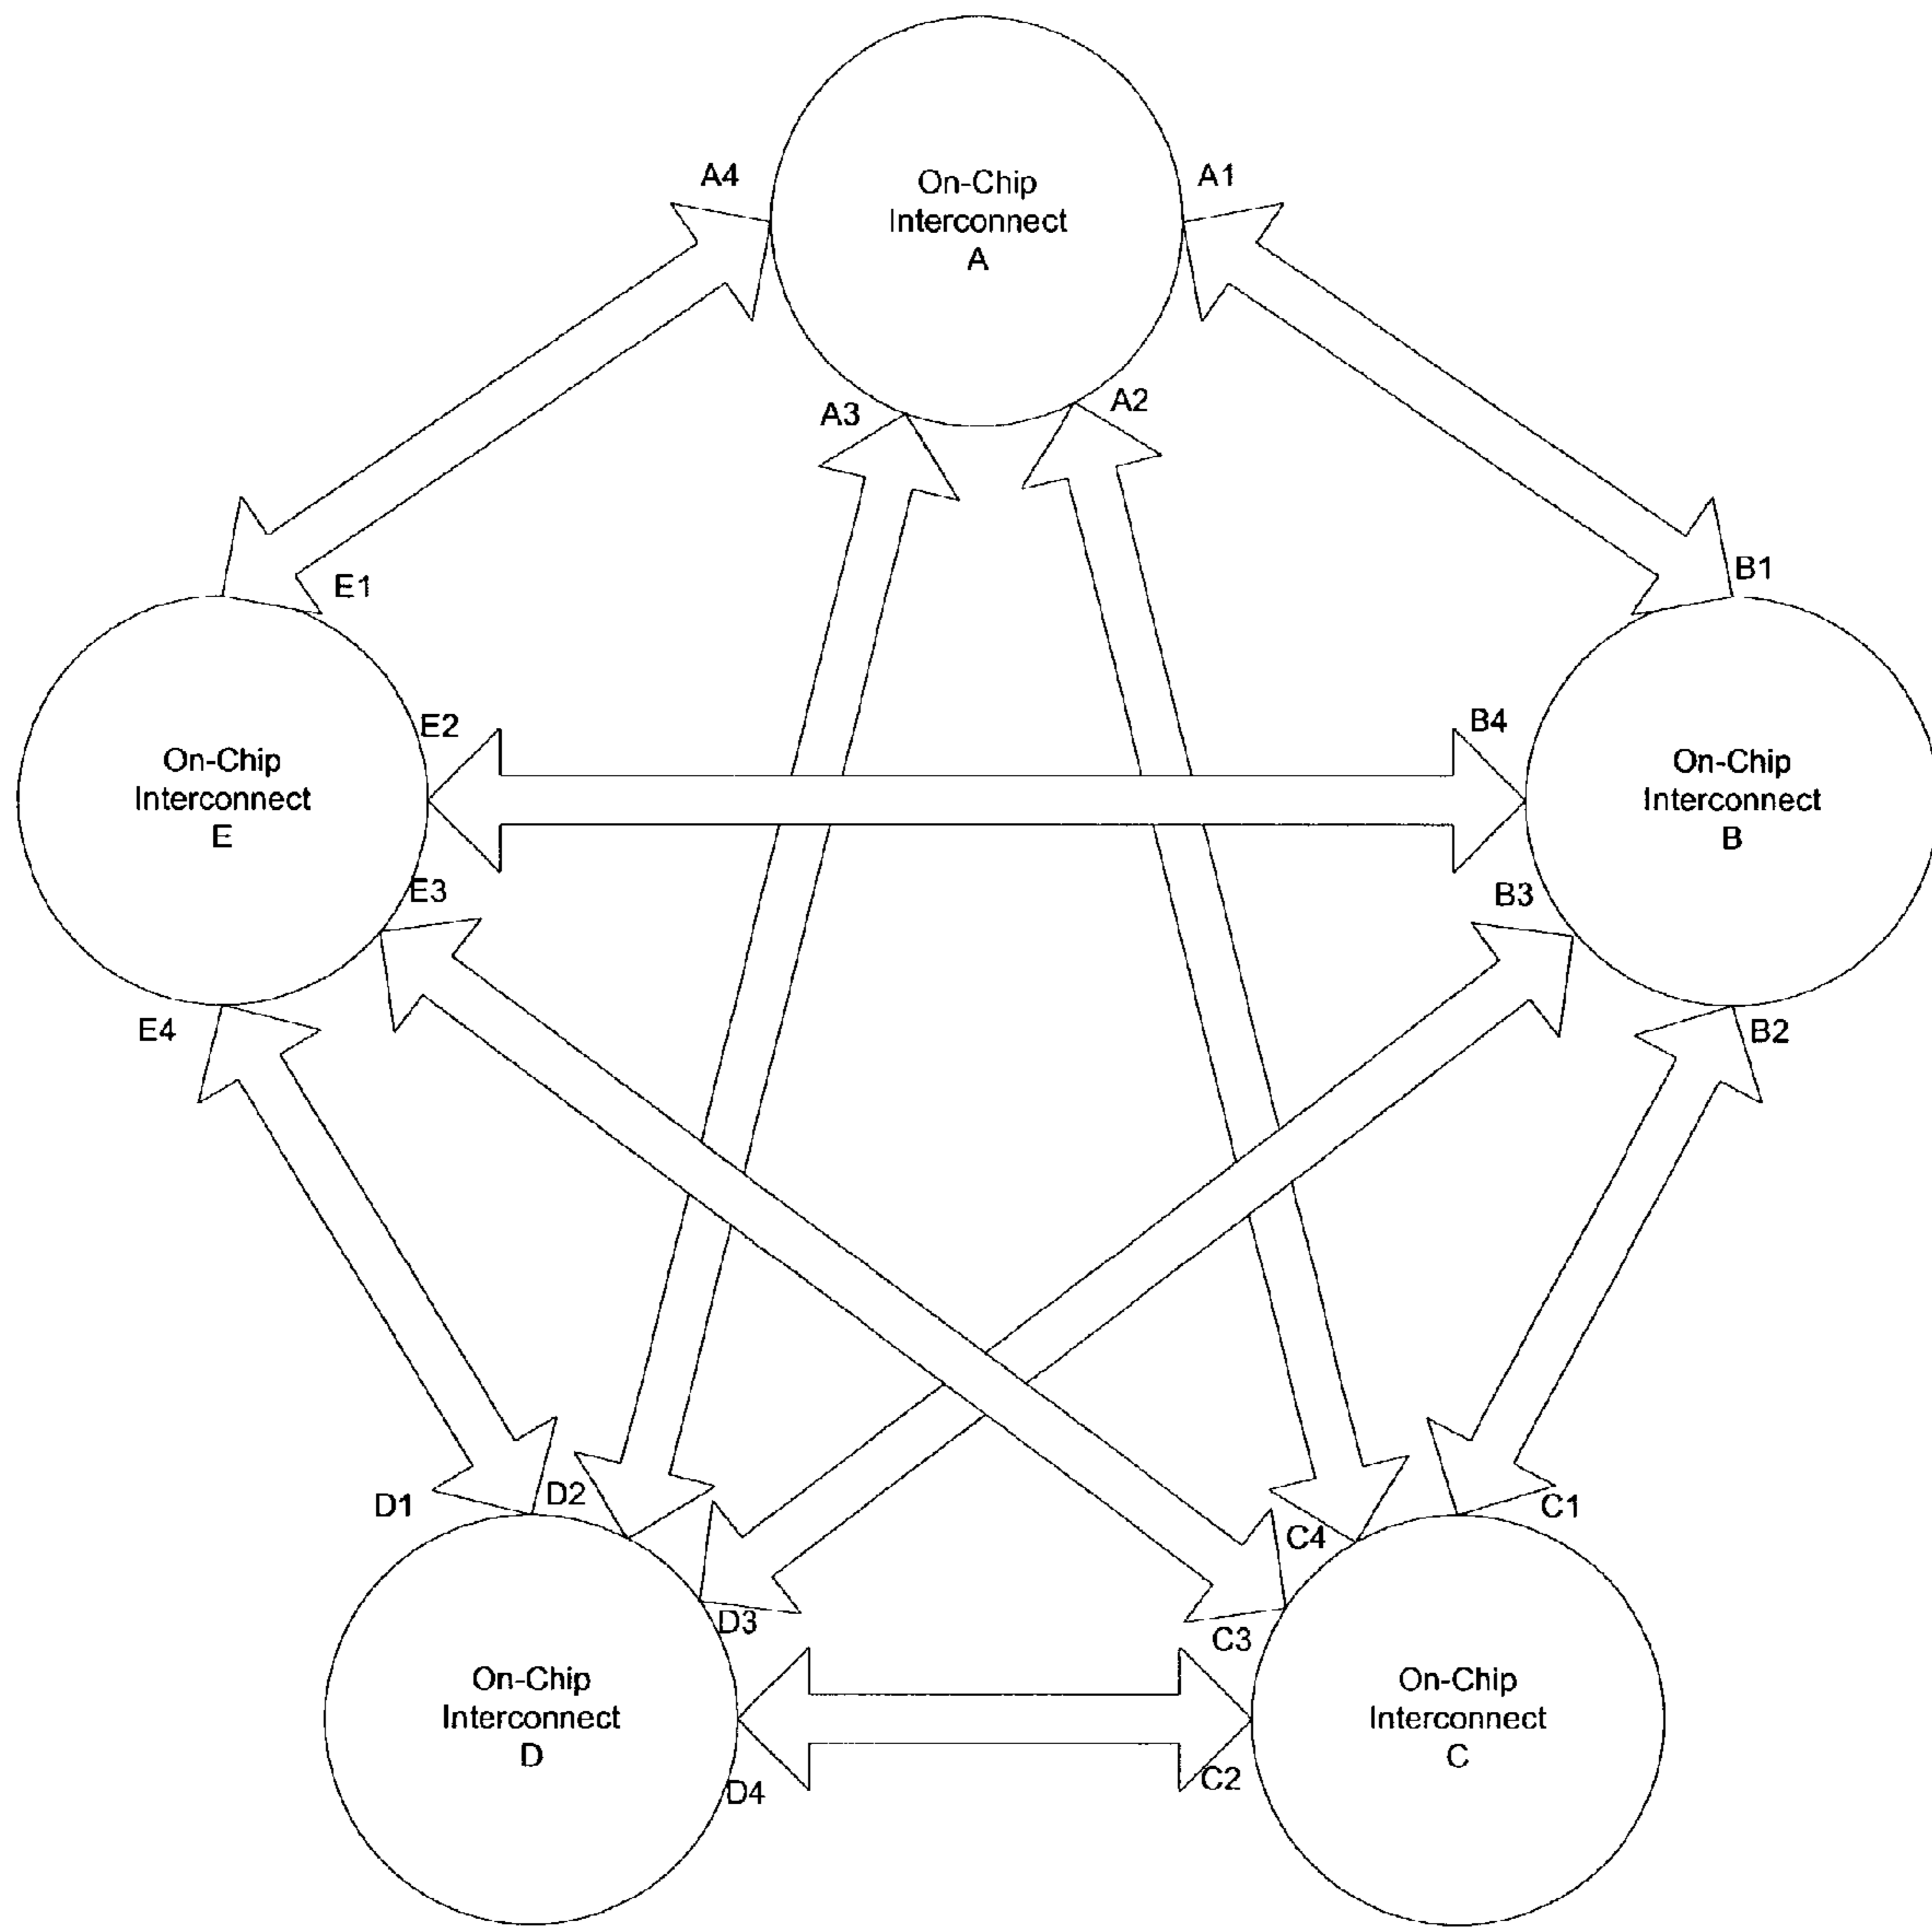 A4
On-Chip
Interconnect
A
A1
A3
A2
E1
B1
E2
B4
On-Chip
Interconnect
E
On-Chip
Interconnect
B
E3
B3
E4
B2
D1
D2
C4
C1
D3
C3
On-Chip
Interconnect
D
On-Chip
Interconnect
C
D4
C2